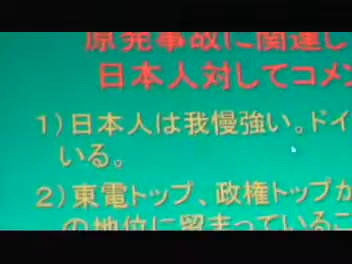 原発事故に関連し
日本人対してコメン
1)日本人は我慢強い。ドイ
いる。
2)東電トップ、政権トップが
の地位に留まっているこ